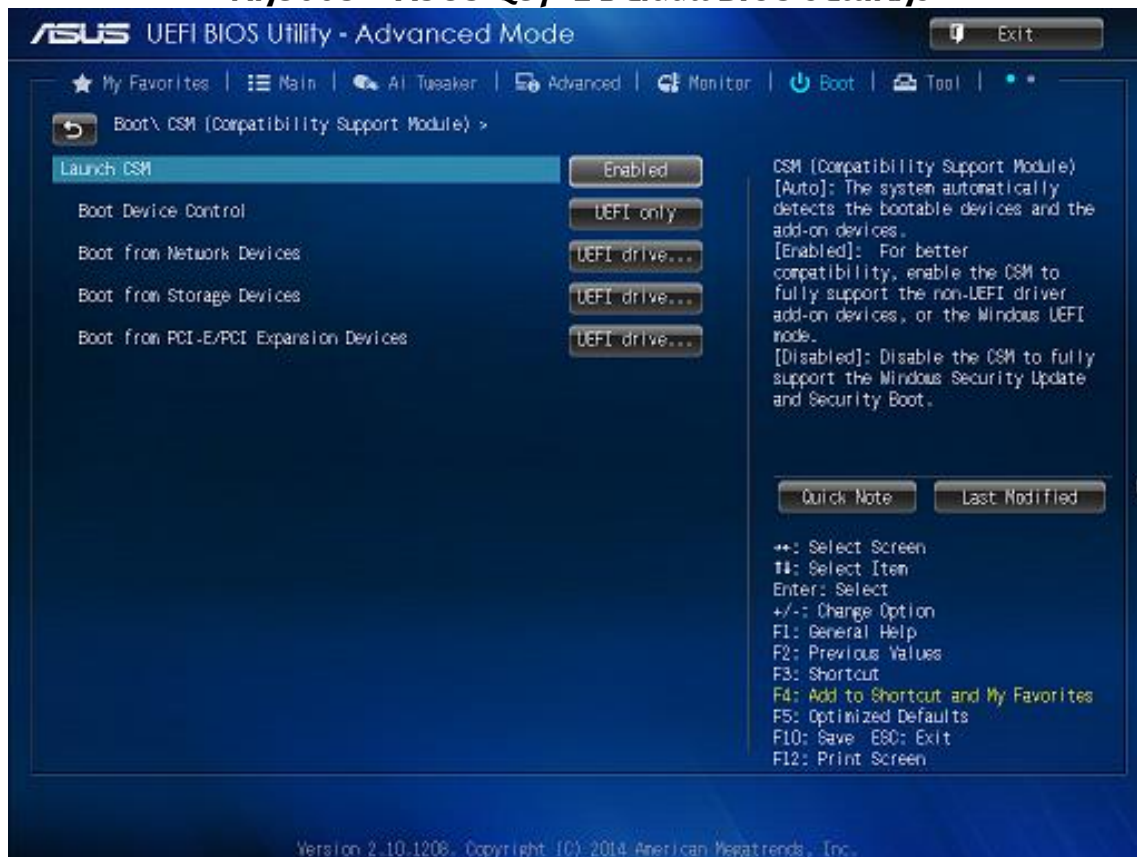 ASUS UEFI BIOS Utility - Advanced Mode
Exit
My Favorites | Main | Ai Tweaker | Advanced | Monitor | Boot | Tool |
Boot\ CSM (Compatibility Support Module) >
Launch CSM Enabled
Boot Device Control UEFI only
Boot from Network Devices UEFI drive...
Boot from Storage Devices UEFI drive...
Boot from PCI-E/PCI Expansion Devices UEFI drive...
CSM (Compatibility Support Module)
[Auto]: The system automatically
detects the bootable devices and the
add-on devices.
[Enabled]: For better
compatibility, enable the CSM to
fully support the non-UEFI driver
add-on devices, or the Windows UEFI
mode.
[Disabled]: Disable the CSM to fully
support the Windows Security Update
and Security Boot.
Quick Note Last Modified
→←: Select Screen
↑↓: Select Item
Enter: Select
+/-: Change Option
F1: General Help
F2: Previous Values
F3: Shortcut
F4: Add to Shortcut and My Favorites
F5: Optimized Defaults
F10: Save ESC: Exit
F12: Print Screen
Version 2.10.1208. Copyright (C) 2014 American Megatrends, Inc.